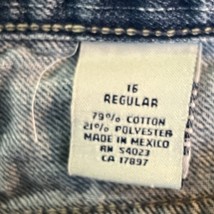 16
REGULAR
79% COTTON
21% POLYESTER
MADE IN MEXICO
RN 54023
CA 17897